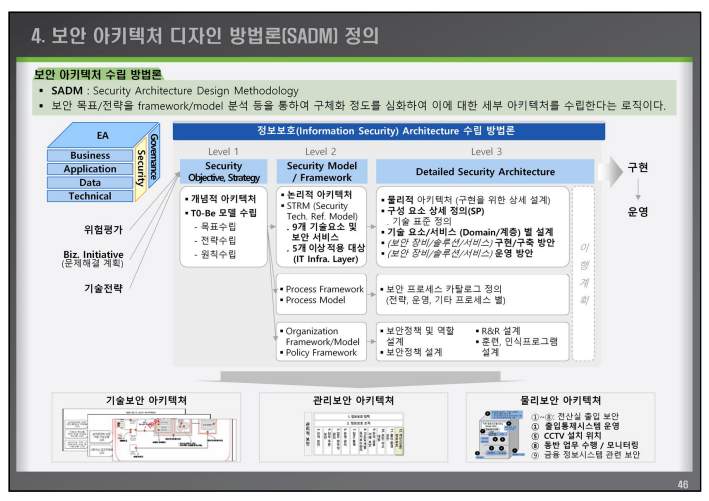 4. 보안 아키텍처 디자인 방법론(SADM) 정의
보안 아키텍처 수립 방법론
▪ SADM : Security Architecture Design Methodology
▪ 보안 목표/전략을 framework/model 분석 등을 통하여 구체화 정도를 심화하여 이에 대한 세부 아키텍처를 수립한다는 로직이다.
EA
Business
Application
Data
Technical
Security
Governance
위험평가
Biz. Initiative
(문제해결 계획)
기술전략
정보보호(Information Security) Architecture 수립 방법론
Level 1
Security
Objective, Strategy
▪ 개념적 아키텍처
▪ T0-Be 모델 수립
- 목표수립
- 전략수립
- 원칙수립
Level 2
Security Model
/ Framework
▪ 논리적 아키텍처
▪ STRM (Security
Tech. Ref. Model)
. 9개 기술요소 및
보안 서비스
. 5개 이상 적용 대상
(IT Infra. Layer)
▪ Process Framework
▪ Process Model
▪ Organization
Framework/Model
▪ Policy Framework
Level 3
Detailed Security Architecture
▪ 물리적 아키텍처 (구현을 위한 상세 설계)
▪ 구성 요소 상세 정의(SP)
- 기술 표준 정의
▪ 기술 요소/서비스 (Domain/계층) 별 설계
▪ (보안 장비/솔루션/서비스) 구현/구축 방안
▪ (보안 장비/솔루션/서비스) 운영 방안
▪ 보안 프로세스 카탈로그 정의
(전략, 운영, 기타 프로세스 별)
▪ 보안정책 및 역할
설계
▪ 보안정책 설계
▪ R&R 설계
▪ 훈련, 인식프로그램
설계
이
행
계
획
구현
운영
기술보안 아키텍쳐
관리보안 아키텍쳐
1. 정보보호 정책
2. 정보보호 조직
물리보안 아키텍쳐
①~⑧: 전산실 출입 보안
① 출입통제시스템 운영
⑤ CCTV 설치 위치
⑧ 동반 업무 수행 / 모니터링
⑨ 금융 정보시스템 관련 보안
46